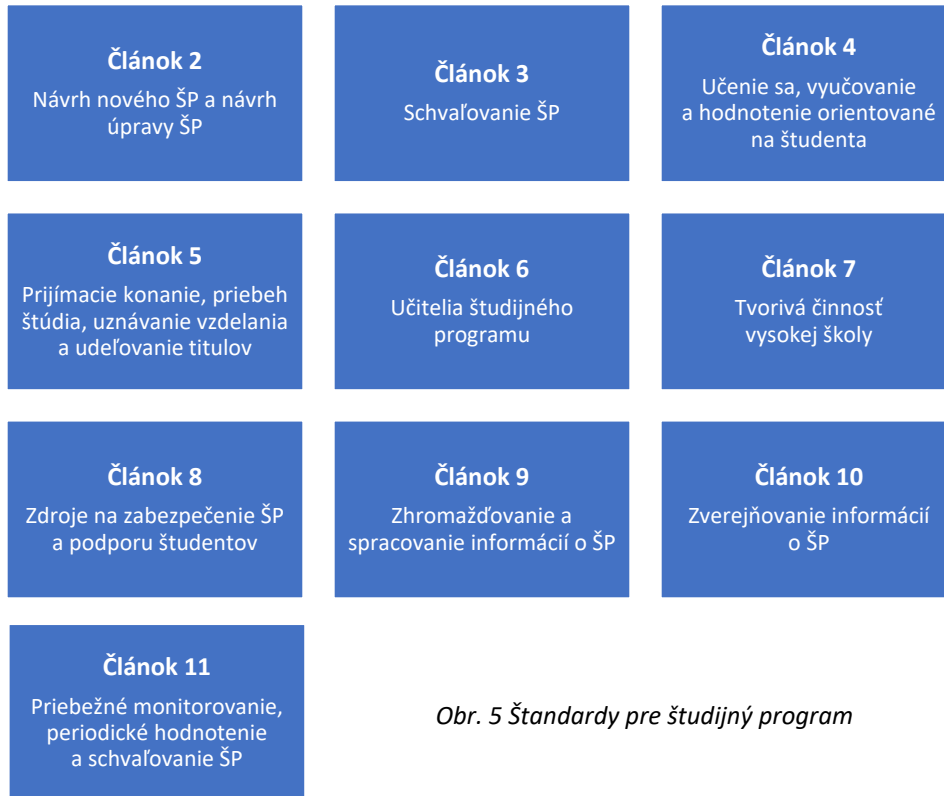 Článok 2
Návrh nového ŠP a návrh
úpravy ŠP
Článok 3
Schvaľovanie ŠP
Článok 4
Učenie sa, vyučovanie
a hodnotenie orientované
na študenta
Článok 5
Prijímacie konanie, priebeh
štúdia, uznávanie vzdelania
a udeľovanie titulov
Článok 6
Učitelia študijného
programu
Článok 7
Tvorivá činnosť
vysokej školy
Článok 8
Zdroje na zabezpečenie ŠP
a podporu študentov
Článok 9
Zhromažďovanie a
spracovanie informácií o ŠP
Článok 10
Zverejňovanie informácií
o ŠP
Článok 11
Priebežné monitorovanie,
periodické hodnotenie
a schvaľovanie ŠP
Obr. 5 Štandardy pre študijný program